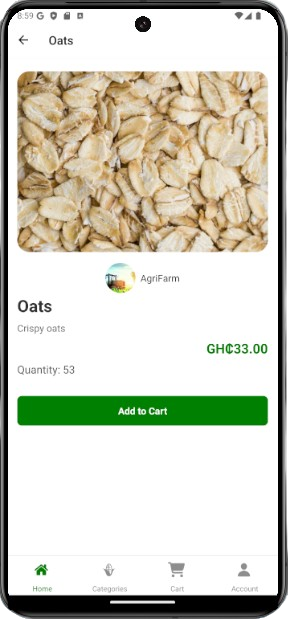 8:59
Oats
AgriFarm
Oats
Crispy oats
GH₵33.00
Quantity: 53
Add to Cart
Home
Categories
Cart
Account